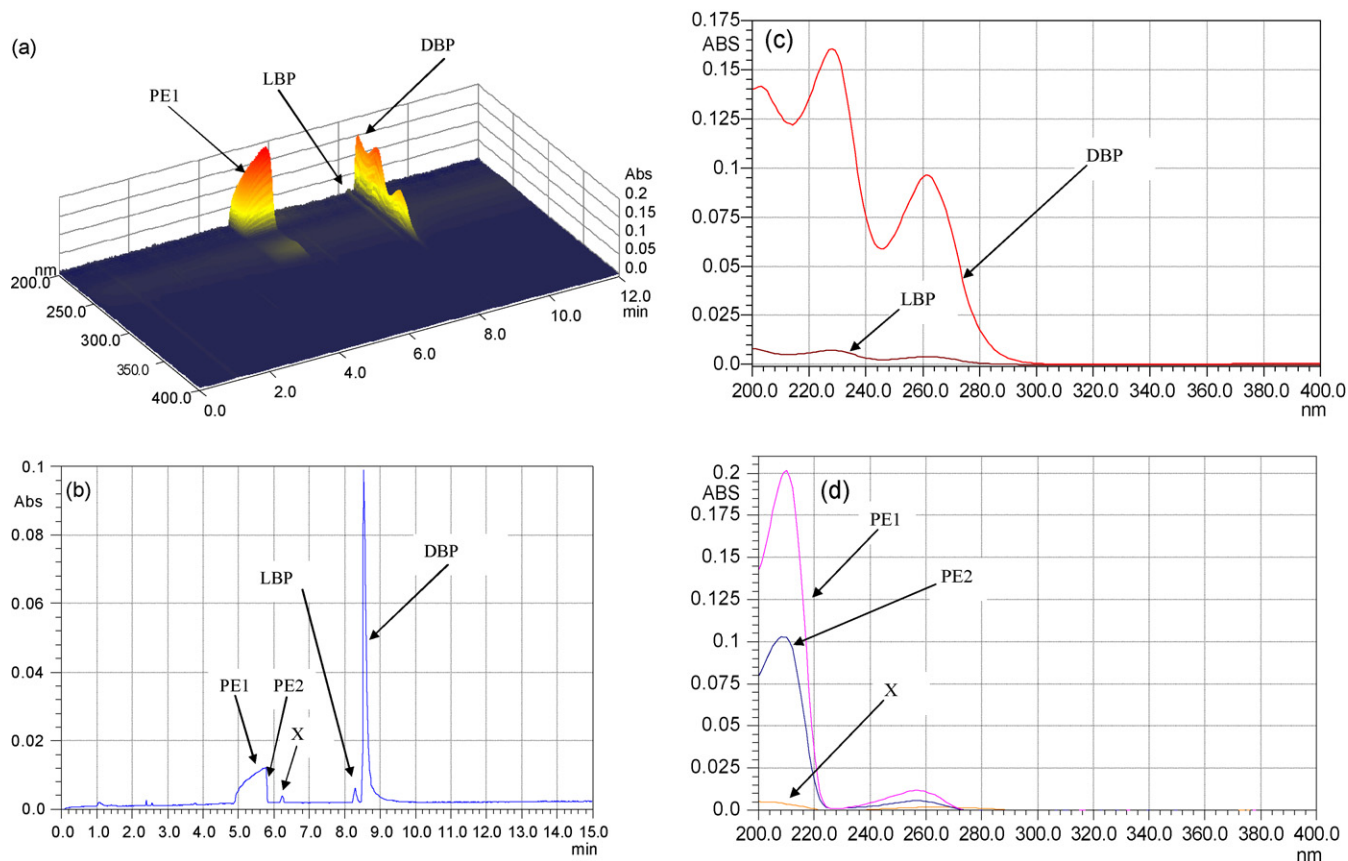 (a)
DBP
LBP
PE1
Abs
0.2
0.15
0.1
0.05
0.0
nm
200.0
250.0
300.0
350.0
400.0
0.0
2.0
4.0
6.0
8.0
10.0
12.0
min
(b)
0.1
Abs
0.08
0.06
0.04
0.02
0.0
DBP
LBP
PE1
PE2
X
0.0 1.0 2.0 3.0 4.0 5.0 6.0 7.0 8.0 9.0 10.0 11.0 12.0 13.0 14.0 15.0
min
(c)
0.175
ABS
0.15
0.125
0.1
0.075
0.05
0.025
0.0
DBP
LBP
200.0 220.0 240.0 260.0 280.0 300.0 320.0 340.0 360.0 380.0 400.0
nm
(d)
0.2
ABS
0.175
0.15
0.125
0.1
0.075
0.05
0.025
0.0
PE1
PE2
X
200.0 220.0 240.0 260.0 280.0 300.0 320.0 340.0 360.0 380.0 400.0
nm